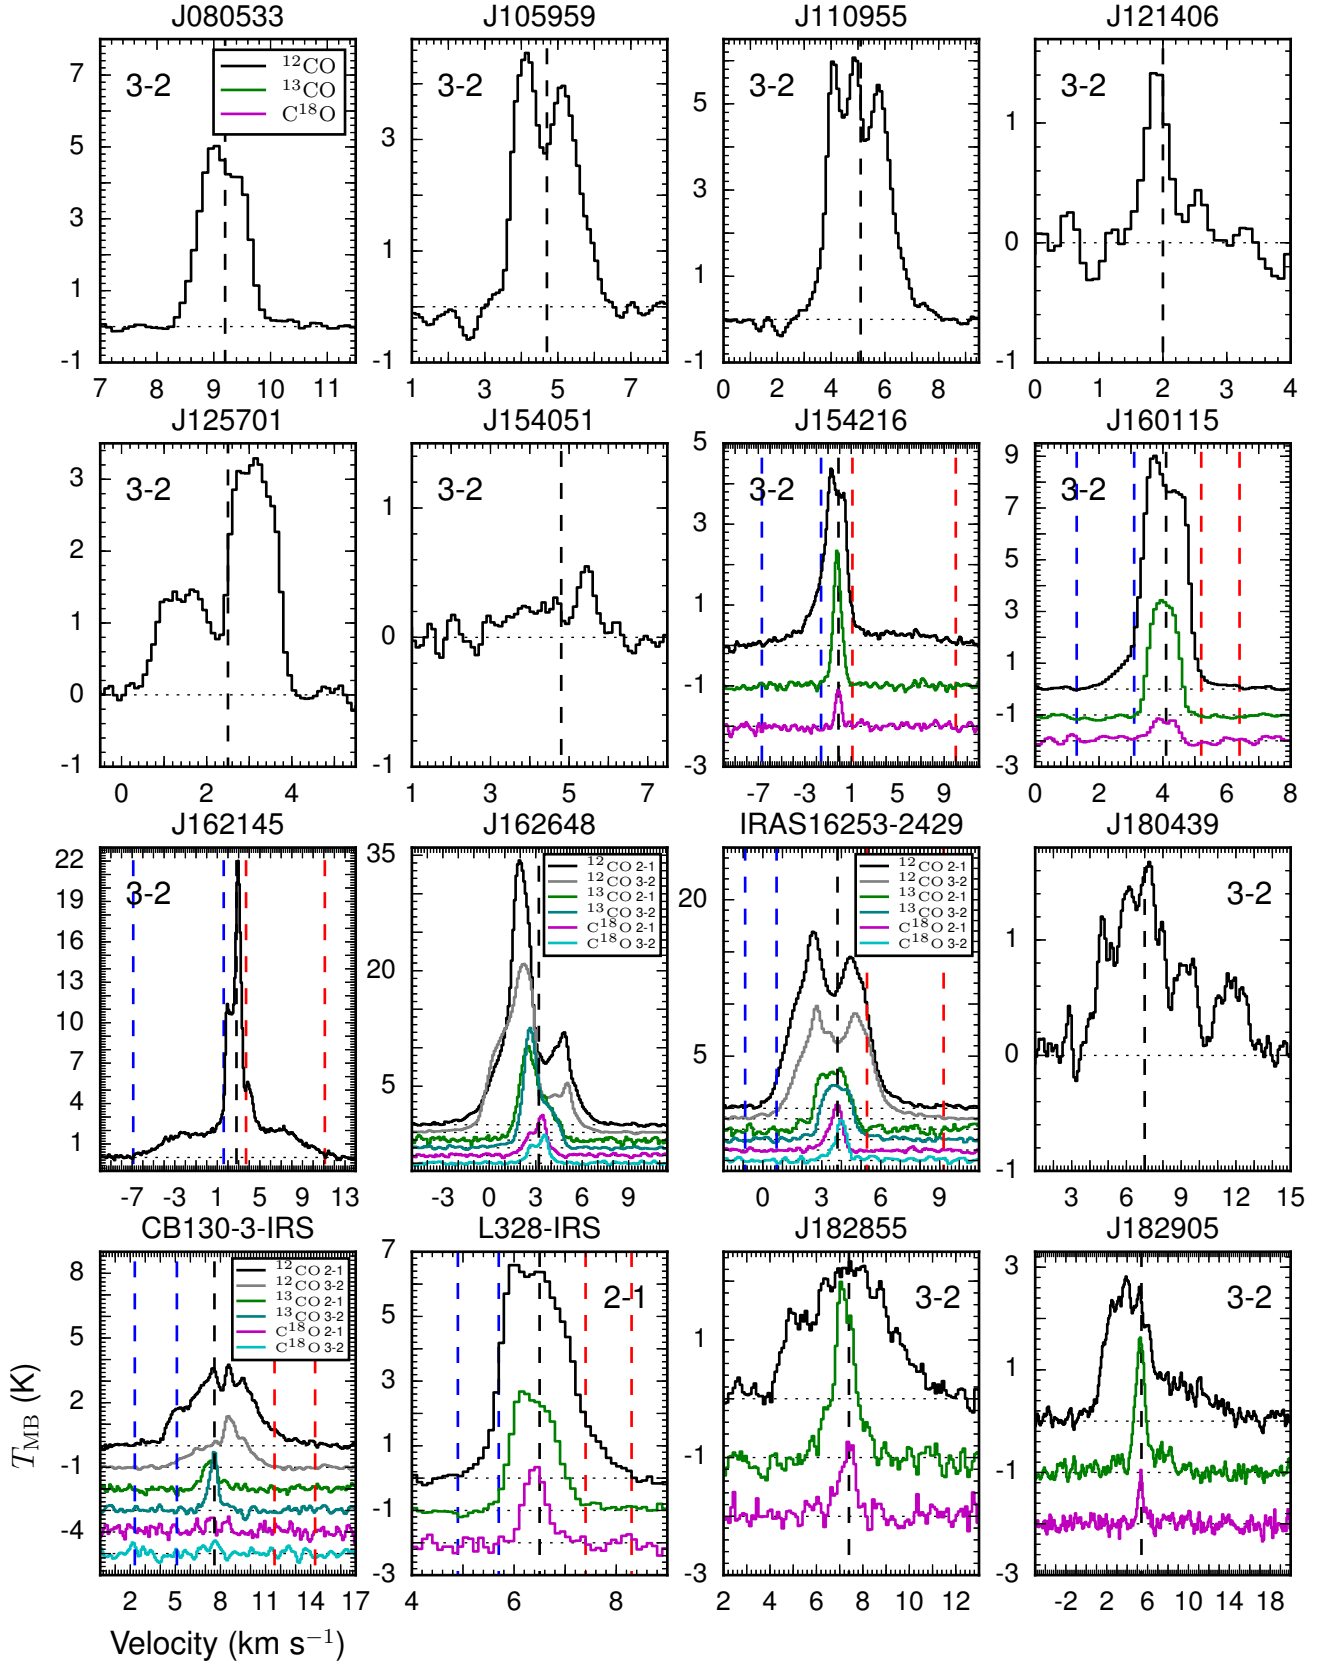 J080533 J105959 J110955 J121406
3-2 ¹²CO ¹³CO C¹⁸O 3-2 3-2 3-2
7 5 3 1 -1
3 1 -1
5 3 1 -1
1 0 -1
7 8 9 10 11 1 3 5 7 0 2 4 6 8 0 1 2 3 4
J125701 J154051 J154216 J160115
3-2 3-2 3-2 3-2
3 2 1 0 -1
1 0 -1
5 4 1 -1 -3
9 7 5 3 1 -1 -3
0 2 4 1 3 5 7 -7 -3 1 5 9 0 2 4 6 8
J162145 J162648 IRAS16253-2429 J180439
3-2
¹²CO 2-1
¹²CO 3-2
¹³CO 2-1
¹³CO 3-2
C¹⁸O 2-1
C¹⁸O 3-2
¹²CO 2-1
¹²CO 3-2
¹³CO 2-1
¹³CO 3-2
C¹⁸O 2-1
C¹⁸O 3-2
3-2
22 19 16 13 10 7 4 1
35 20 5
20 5
1 0 -1
-7 -3 1 5 9 13 -3 0 3 6 9 0 3 6 9 3 6 9 12 15
CB130-3-IRS L328-IRS J182855 J182905
¹²CO 2-1
¹²CO 3-2
¹³CO 2-1
¹³CO 3-2
C¹⁸O 2-1
C¹⁸O 3-2
2-1 3-2 3-2
8 5 2 -1 -4
7 5 3 1 -1 -3
1 -1 -3
3 1 -1 -3
2 5 8 11 14 17 4 6 8 2 4 6 8 10 12 -2 2 6 10 14 18
T_MB (K)
Velocity (km s⁻¹)